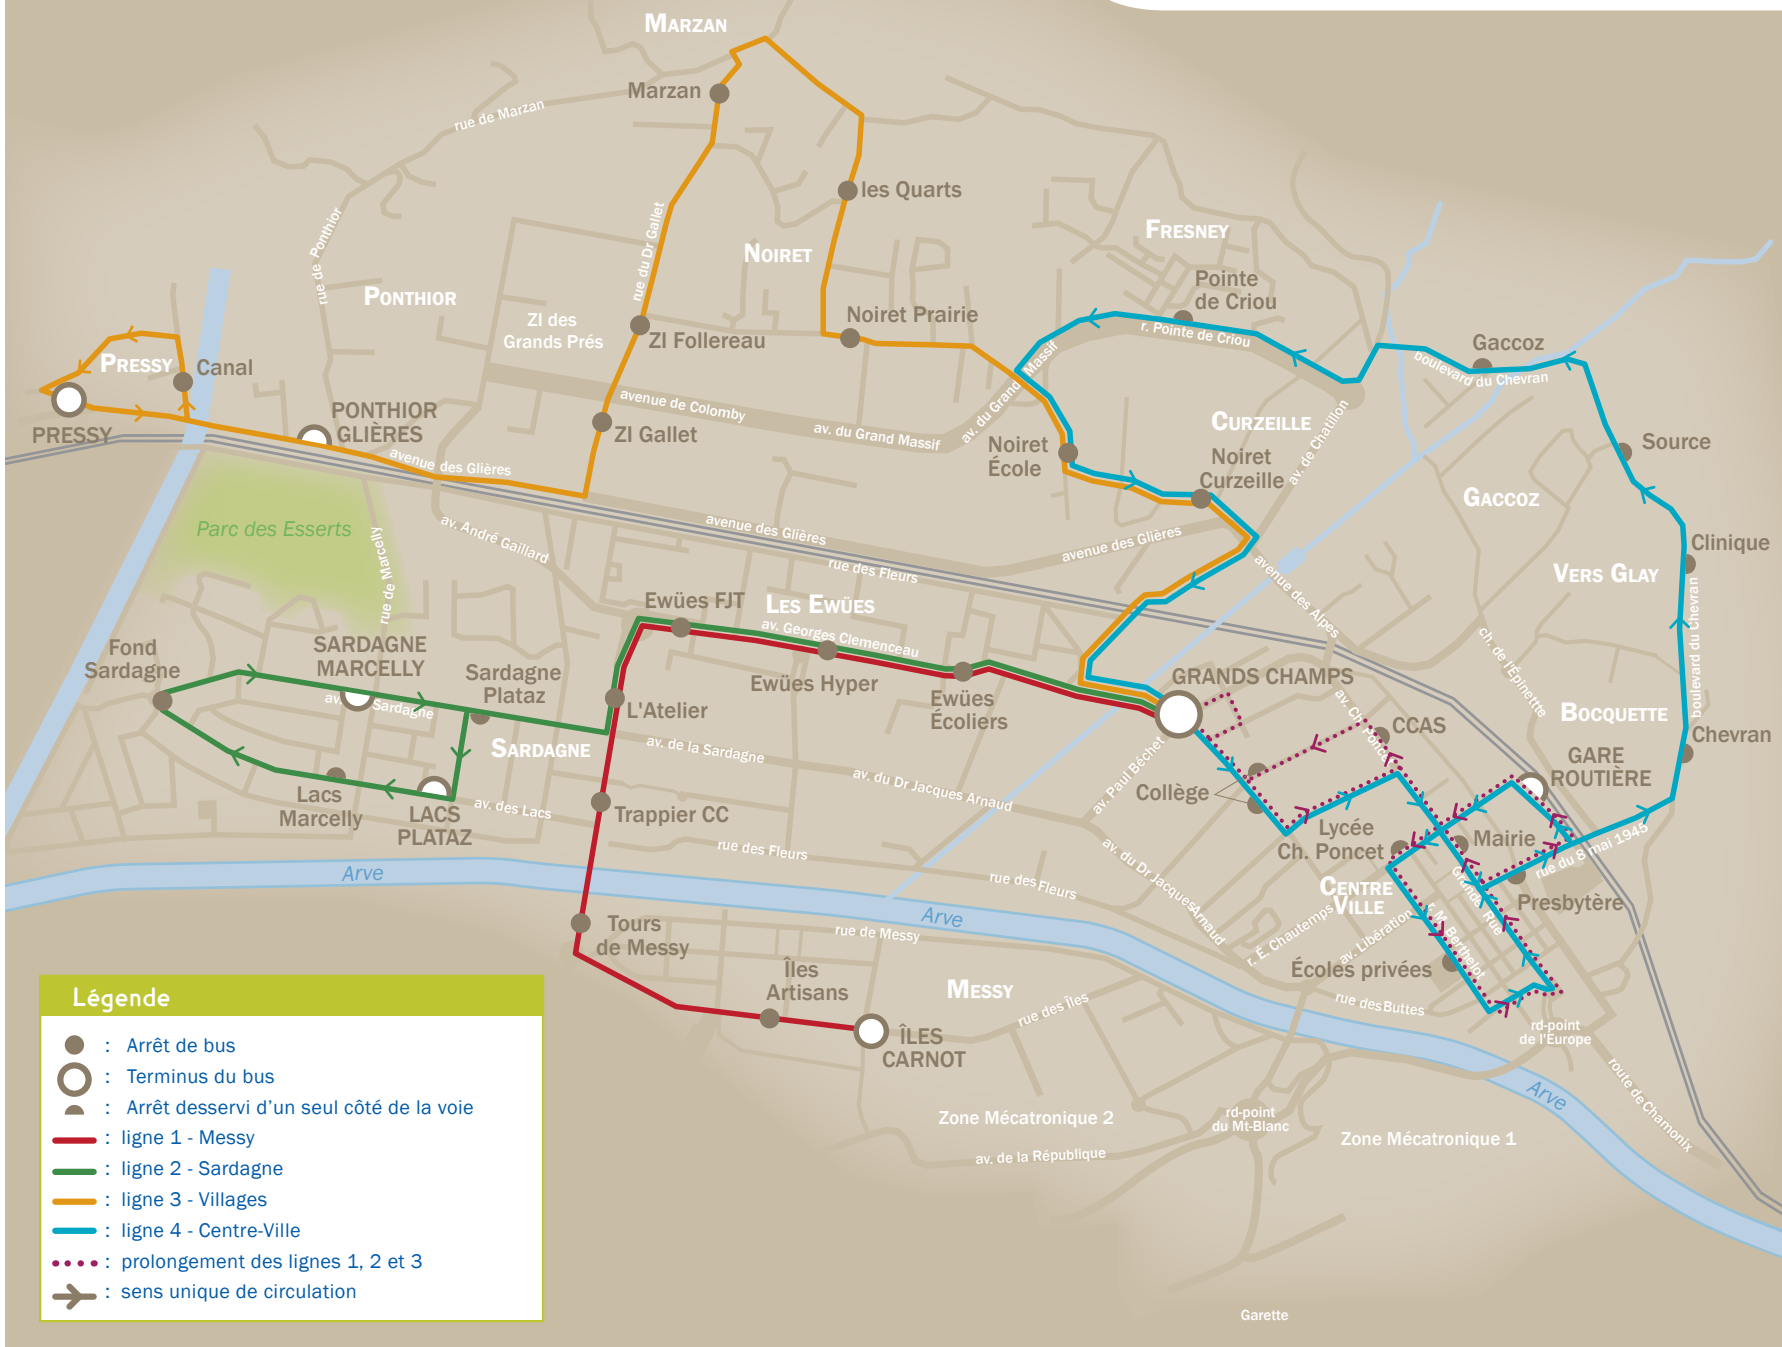 MARZAN
Marzan
rue de Marzan
les Quarts
NOIRET
rue du Dr Gallet
rue de Ponthior
PONTHIOR
FRESNEY
Pointe
de Criou
r. Pointe de Criou
Noiret Prairie
ZI des
Grands Prés
ZI Follereau
Gaccoz
boulevard du Chevran
PRESSY
Canal
PRESSY
PONTHIOR
GLIÈRES
avenue de Colomby
ZI Gallet
av. du Grand Massif
av. du Grand Massif
CURZEILLE
av. de Chatillon
Noiret
École
Noiret
Curzeille
Source
GACCOZ
avenue des Glières
Parc des Esserts
rue de Marcelly
av. André Gaillard
avenue des Glières
avenue des Glières
rue des Fleurs
avenue des Alpes
Clinique
VERS GLAY
boulevard du Chevran
Ewües FJT
LES EWÜES
av. Georges Clemenceau
ch. de l'Épinette
Fond
Sardagne
SARDAGNE
MARCELLY
av. Sardagne
Sardagne
Plataz
SARDAGNE
L'Atelier
Ewües Hyper
Ewües
Écoliers
GRANDS CHAMPS
av. Ch. Poncet
CCAS
BOCQUETTE
Chevran
GARE
ROUTIÈRE
av. de la Sardagne
av. du Dr Jacques Arnaud
av. Paul Béchet
Collège
Lacs
Marcelly
LACS
PLATAZ
av. des Lacs
Trappier CC
rue des Fleurs
Lycée
Ch. Poncet
Mairie
rue du 8 mai 1945
Presbytère
CENTRE
VILLE
Grande Rue
r. M. Berthelot
av. Libération
r. É. Chautemps
av. du Dr Jacques Arnaud
rue des Fleurs
Arve
Arve
rue de Messy
Tours
de Messy
Îles
Artisans
MESSY
rue des Îles
Écoles privées
rue des Buttes
rd-point
de l'Europe
ÎLES
CARNOT
Arve
route de Chamonix
Zone Mécatronique 2
rd-point
du Mt-Blanc
Zone Mécatronique 1
av. de la République
Garette
Légende
: Arrêt de bus
: Terminus du bus
: Arrêt desservi d'un seul côté de la voie
: ligne 1 - Messy
: ligne 2 - Sardagne
: ligne 3 - Villages
: ligne 4 - Centre-Ville
: prolongement des lignes 1, 2 et 3
: sens unique de circulation